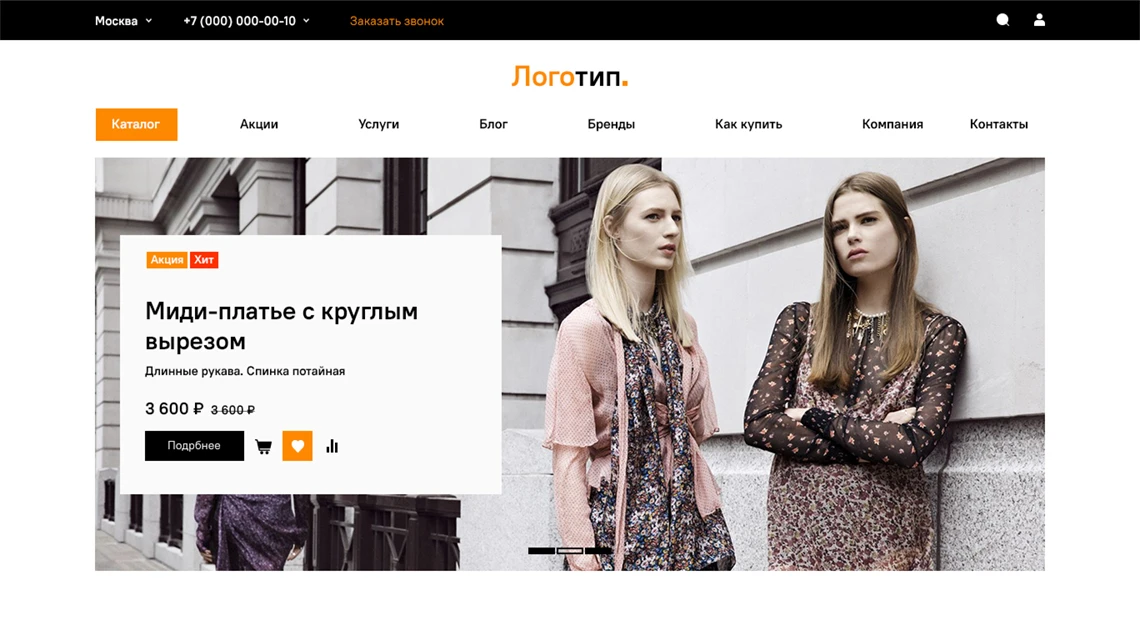 Москва
+7 (000) 000-00-10
Заказать звонок
Логотип.
Каталог
Акции
Услуги
Блог
Бренды
Как купить
Компания
Контакты
Акция
Хит
Миди-платье с круглым
вырезом
Длинные рукава. Спинка потайная
3 600 ₽ 3 600 ₽
Подрбнее